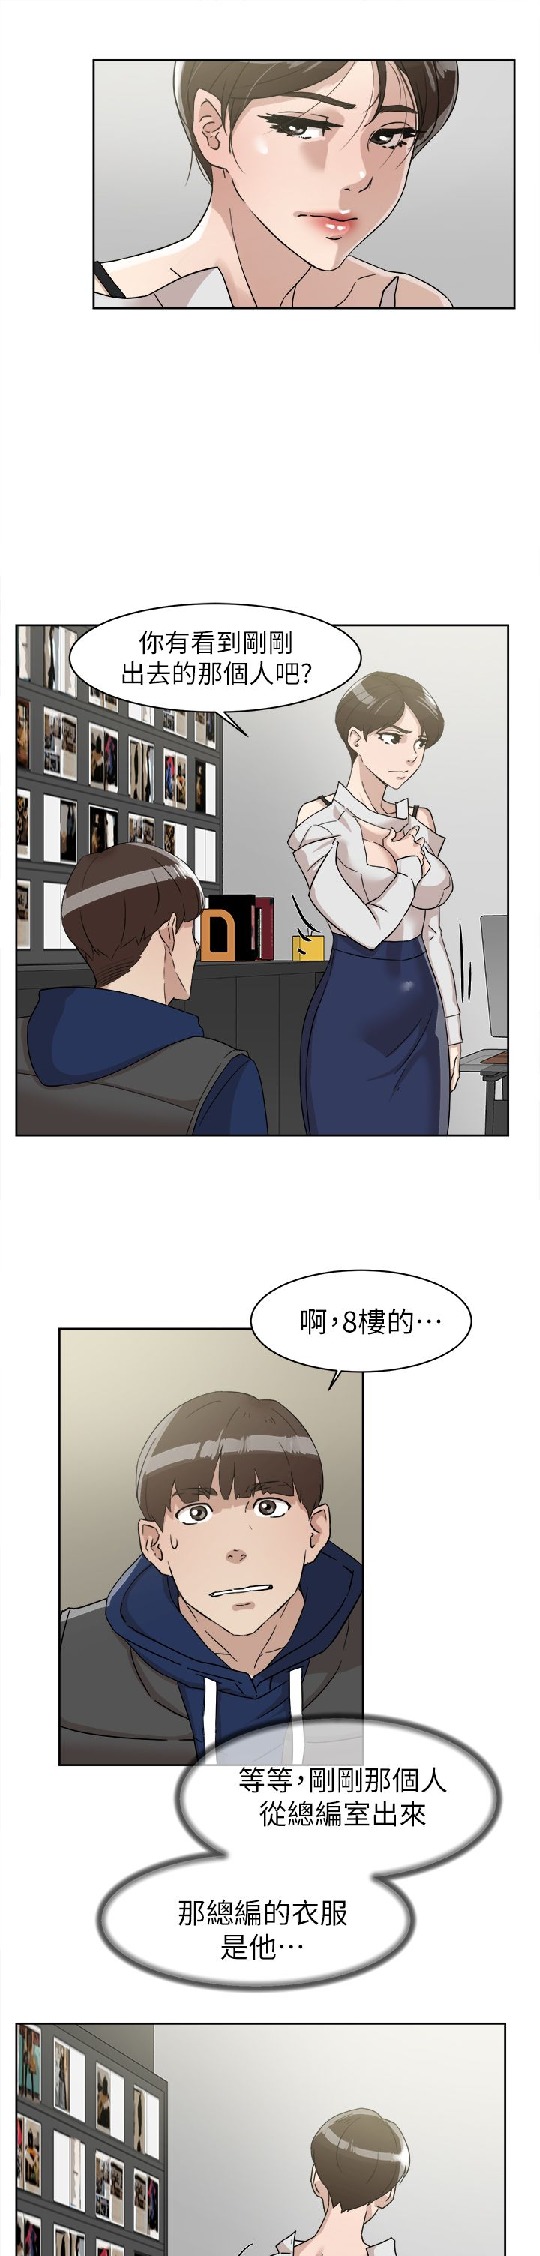 你有看到剛剛
出去的那個人吧?
啊，8樓的…
等等，剛剛那個人
從總編室出來
那總編的衣服
是他…